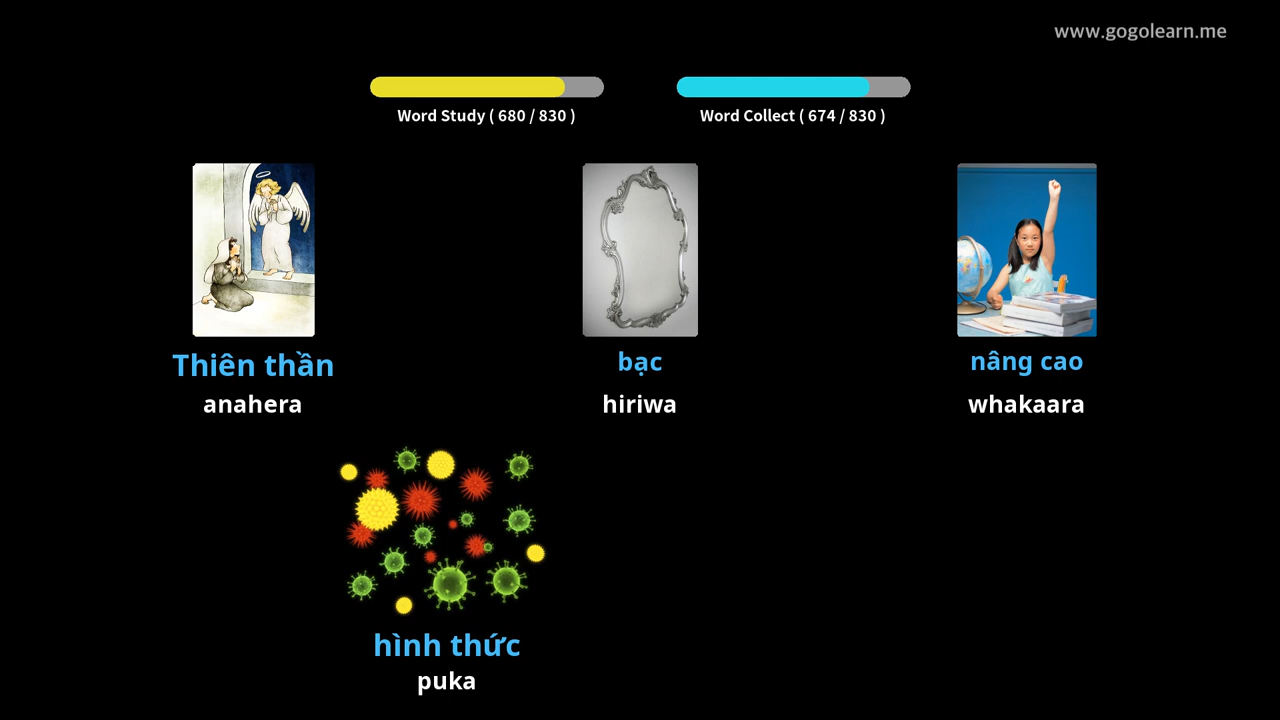 www.gogolearn.me
Word Study ( 680 / 830 )
Word Collect ( 674 / 830 )
Thiên thần
anahera
bạc
hiriwa
nâng cao
whakaara
hình thức
puka